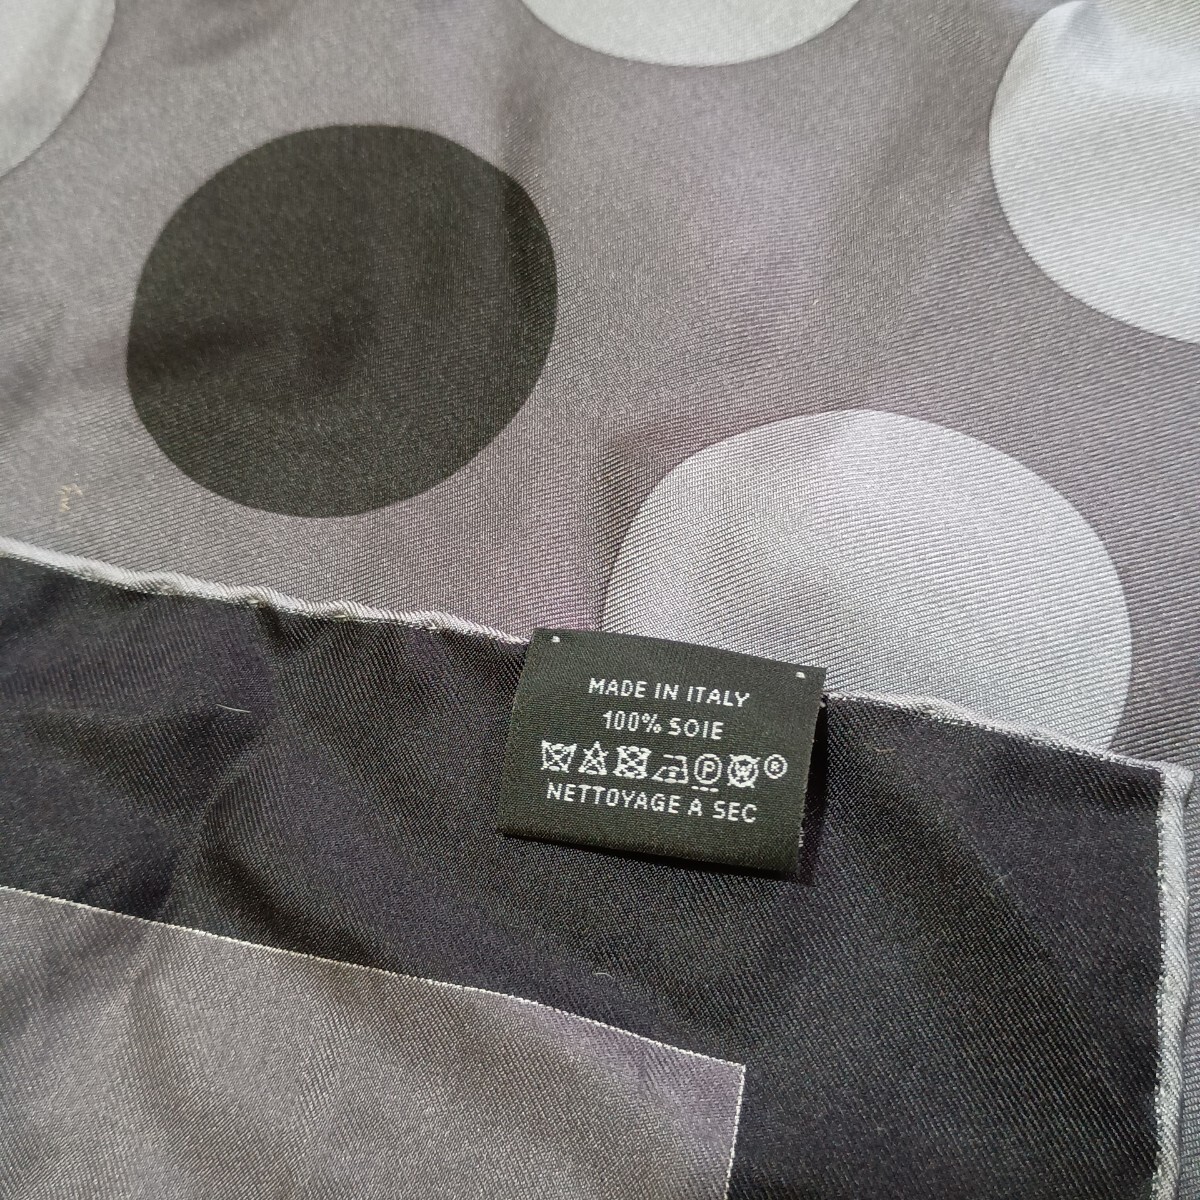 MADE IN ITALY
100% SOIE
P W ®
NETTOYAGE A SEC